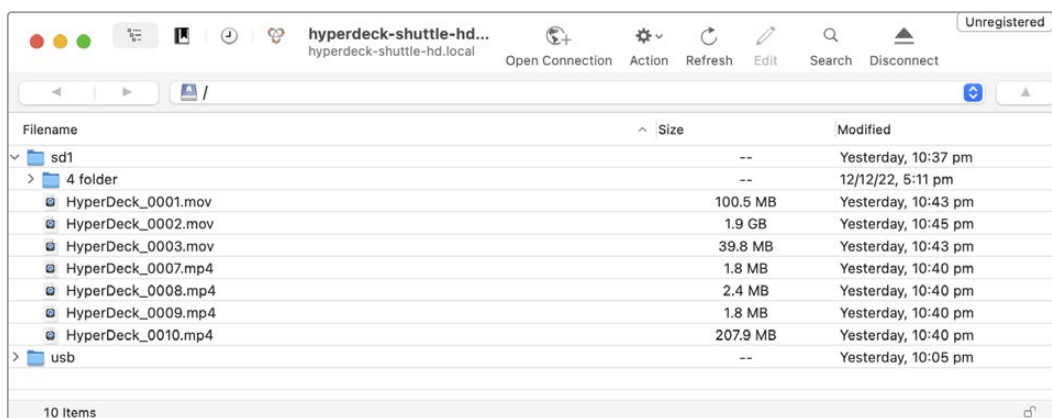 Unregistered
hyperdeck-shuttle-hd...
hyperdeck-shuttle-hd.local
Open Connection Action Refresh Edit Search Disconnect
/
Filename Size Modified
sd1 -- Yesterday, 10:37 pm
4 folder -- 12/12/22, 5:11 pm
HyperDeck_0001.mov 100.5 MB Yesterday, 10:43 pm
HyperDeck_0002.mov 1.9 GB Yesterday, 10:45 pm
HyperDeck_0003.mov 39.8 MB Yesterday, 10:43 pm
HyperDeck_0007.mp4 1.8 MB Yesterday, 10:40 pm
HyperDeck_0008.mp4 2.4 MB Yesterday, 10:40 pm
HyperDeck_0009.mp4 1.8 MB Yesterday, 10:40 pm
HyperDeck_0010.mp4 207.9 MB Yesterday, 10:40 pm
usb -- Yesterday, 10:05 pm
10 Items